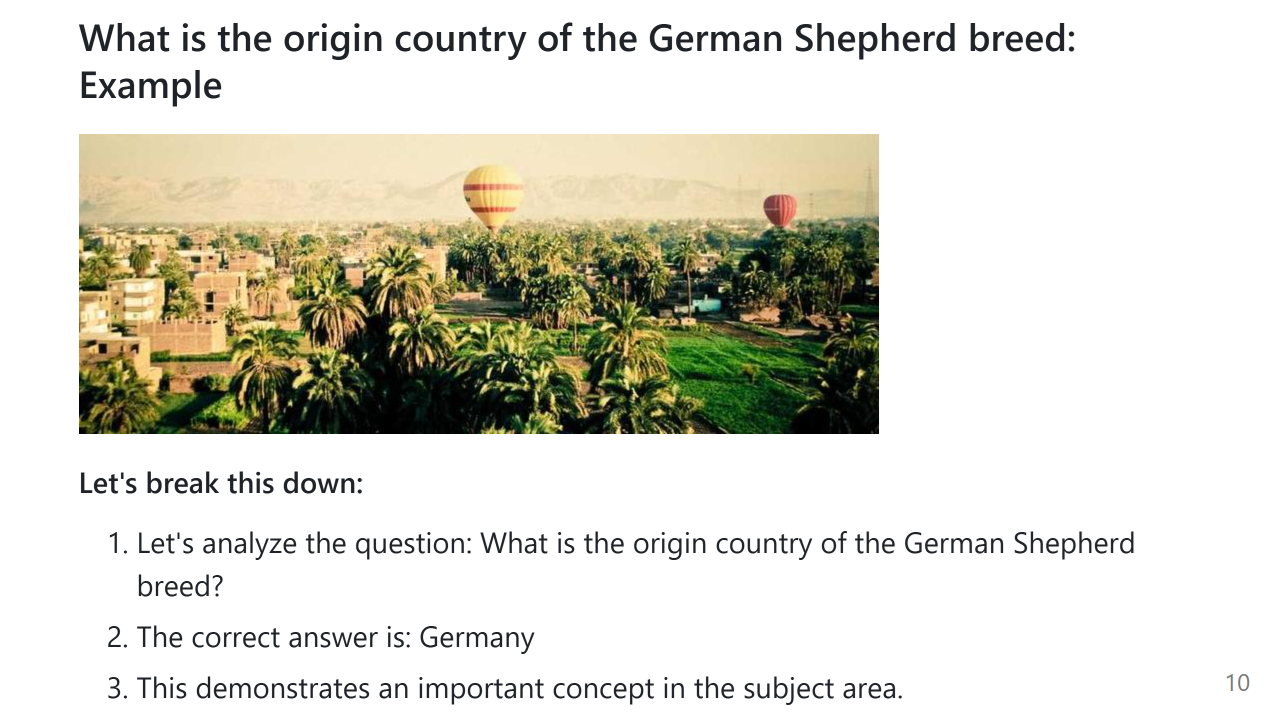 What is the origin country of the German Shepherd breed:
Example
Let's break this down:
1. Let's analyze the question: What is the origin country of the German Shepherd
breed?
2. The correct answer is: Germany
3. This demonstrates an important concept in the subject area.
10